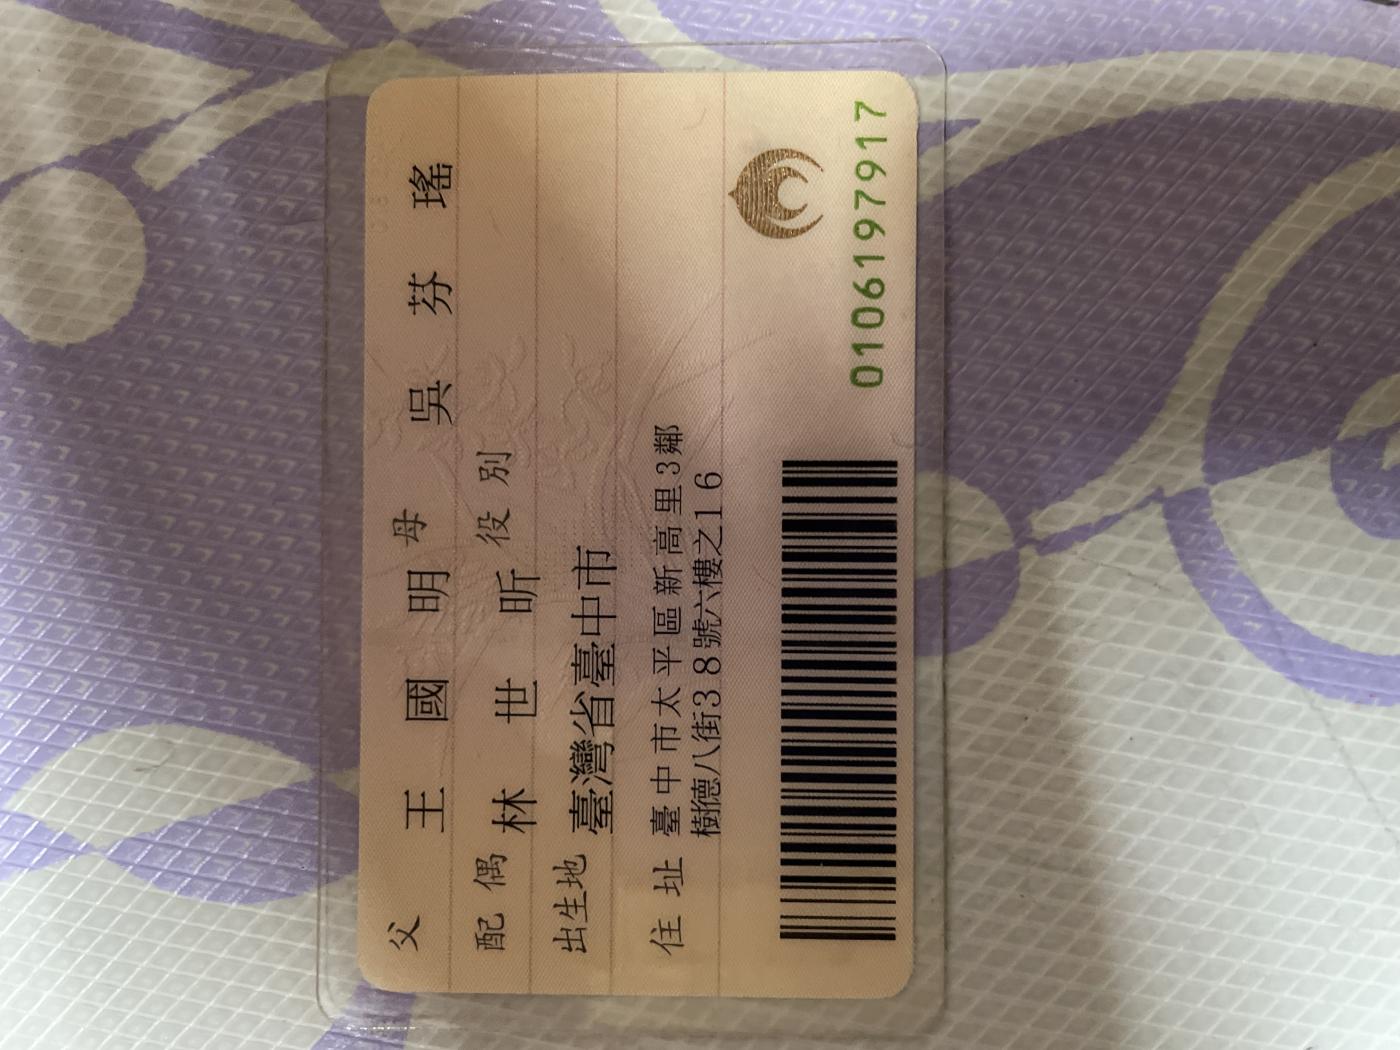 父 王國明 母 吳芬瑤
配偶 林世昕 役別
出生地 臺灣省臺中市
住址 臺中市太平區新高里3鄰
樹德八街38號六樓之16
0106197917